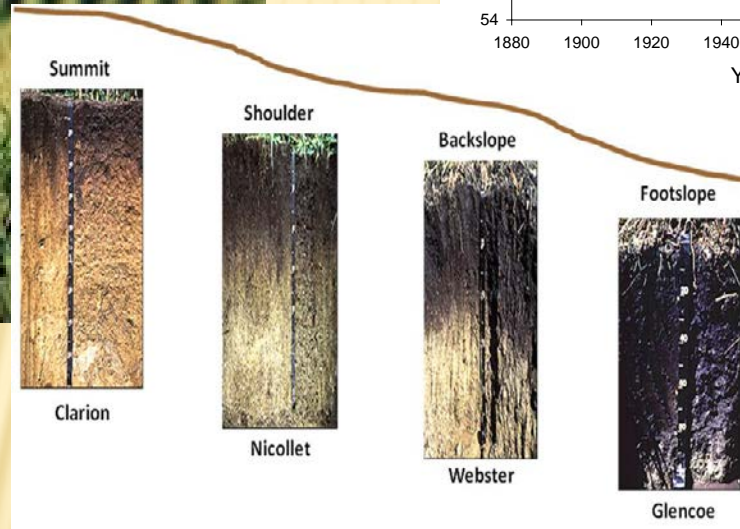 54
1880 1900 1920 1940
Y
Summit
Shoulder
Backslope
Footslope
Clarion
Nicollet
Webster
Glencoe